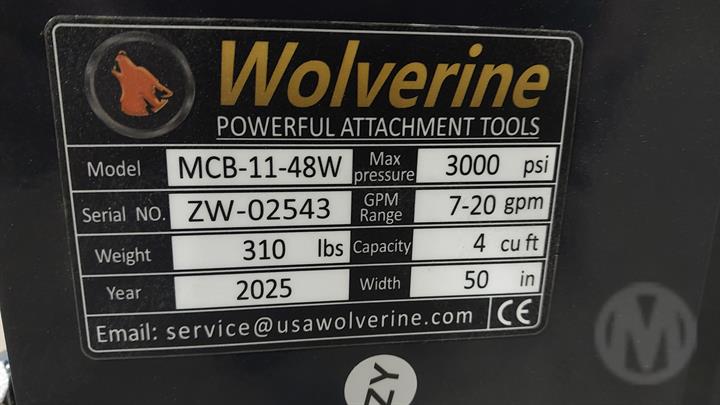 Wolverine
POWERFUL ATTACHMENT TOOLS
Model MCB-11-48W Max pressure 3000 psi
Serial NO. ZW-02543 GPM Range 7-20 gpm
Weight 310 lbs Capacity 4 cu ft
Year 2025 Width 50 in
Email: service@usawolverine.com CE
ZY
M